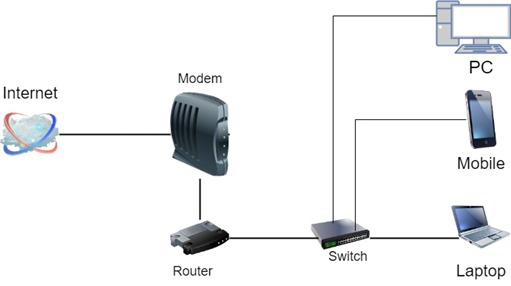 PC
Modem
Internet
Mobile
Router
Switch
Laptop